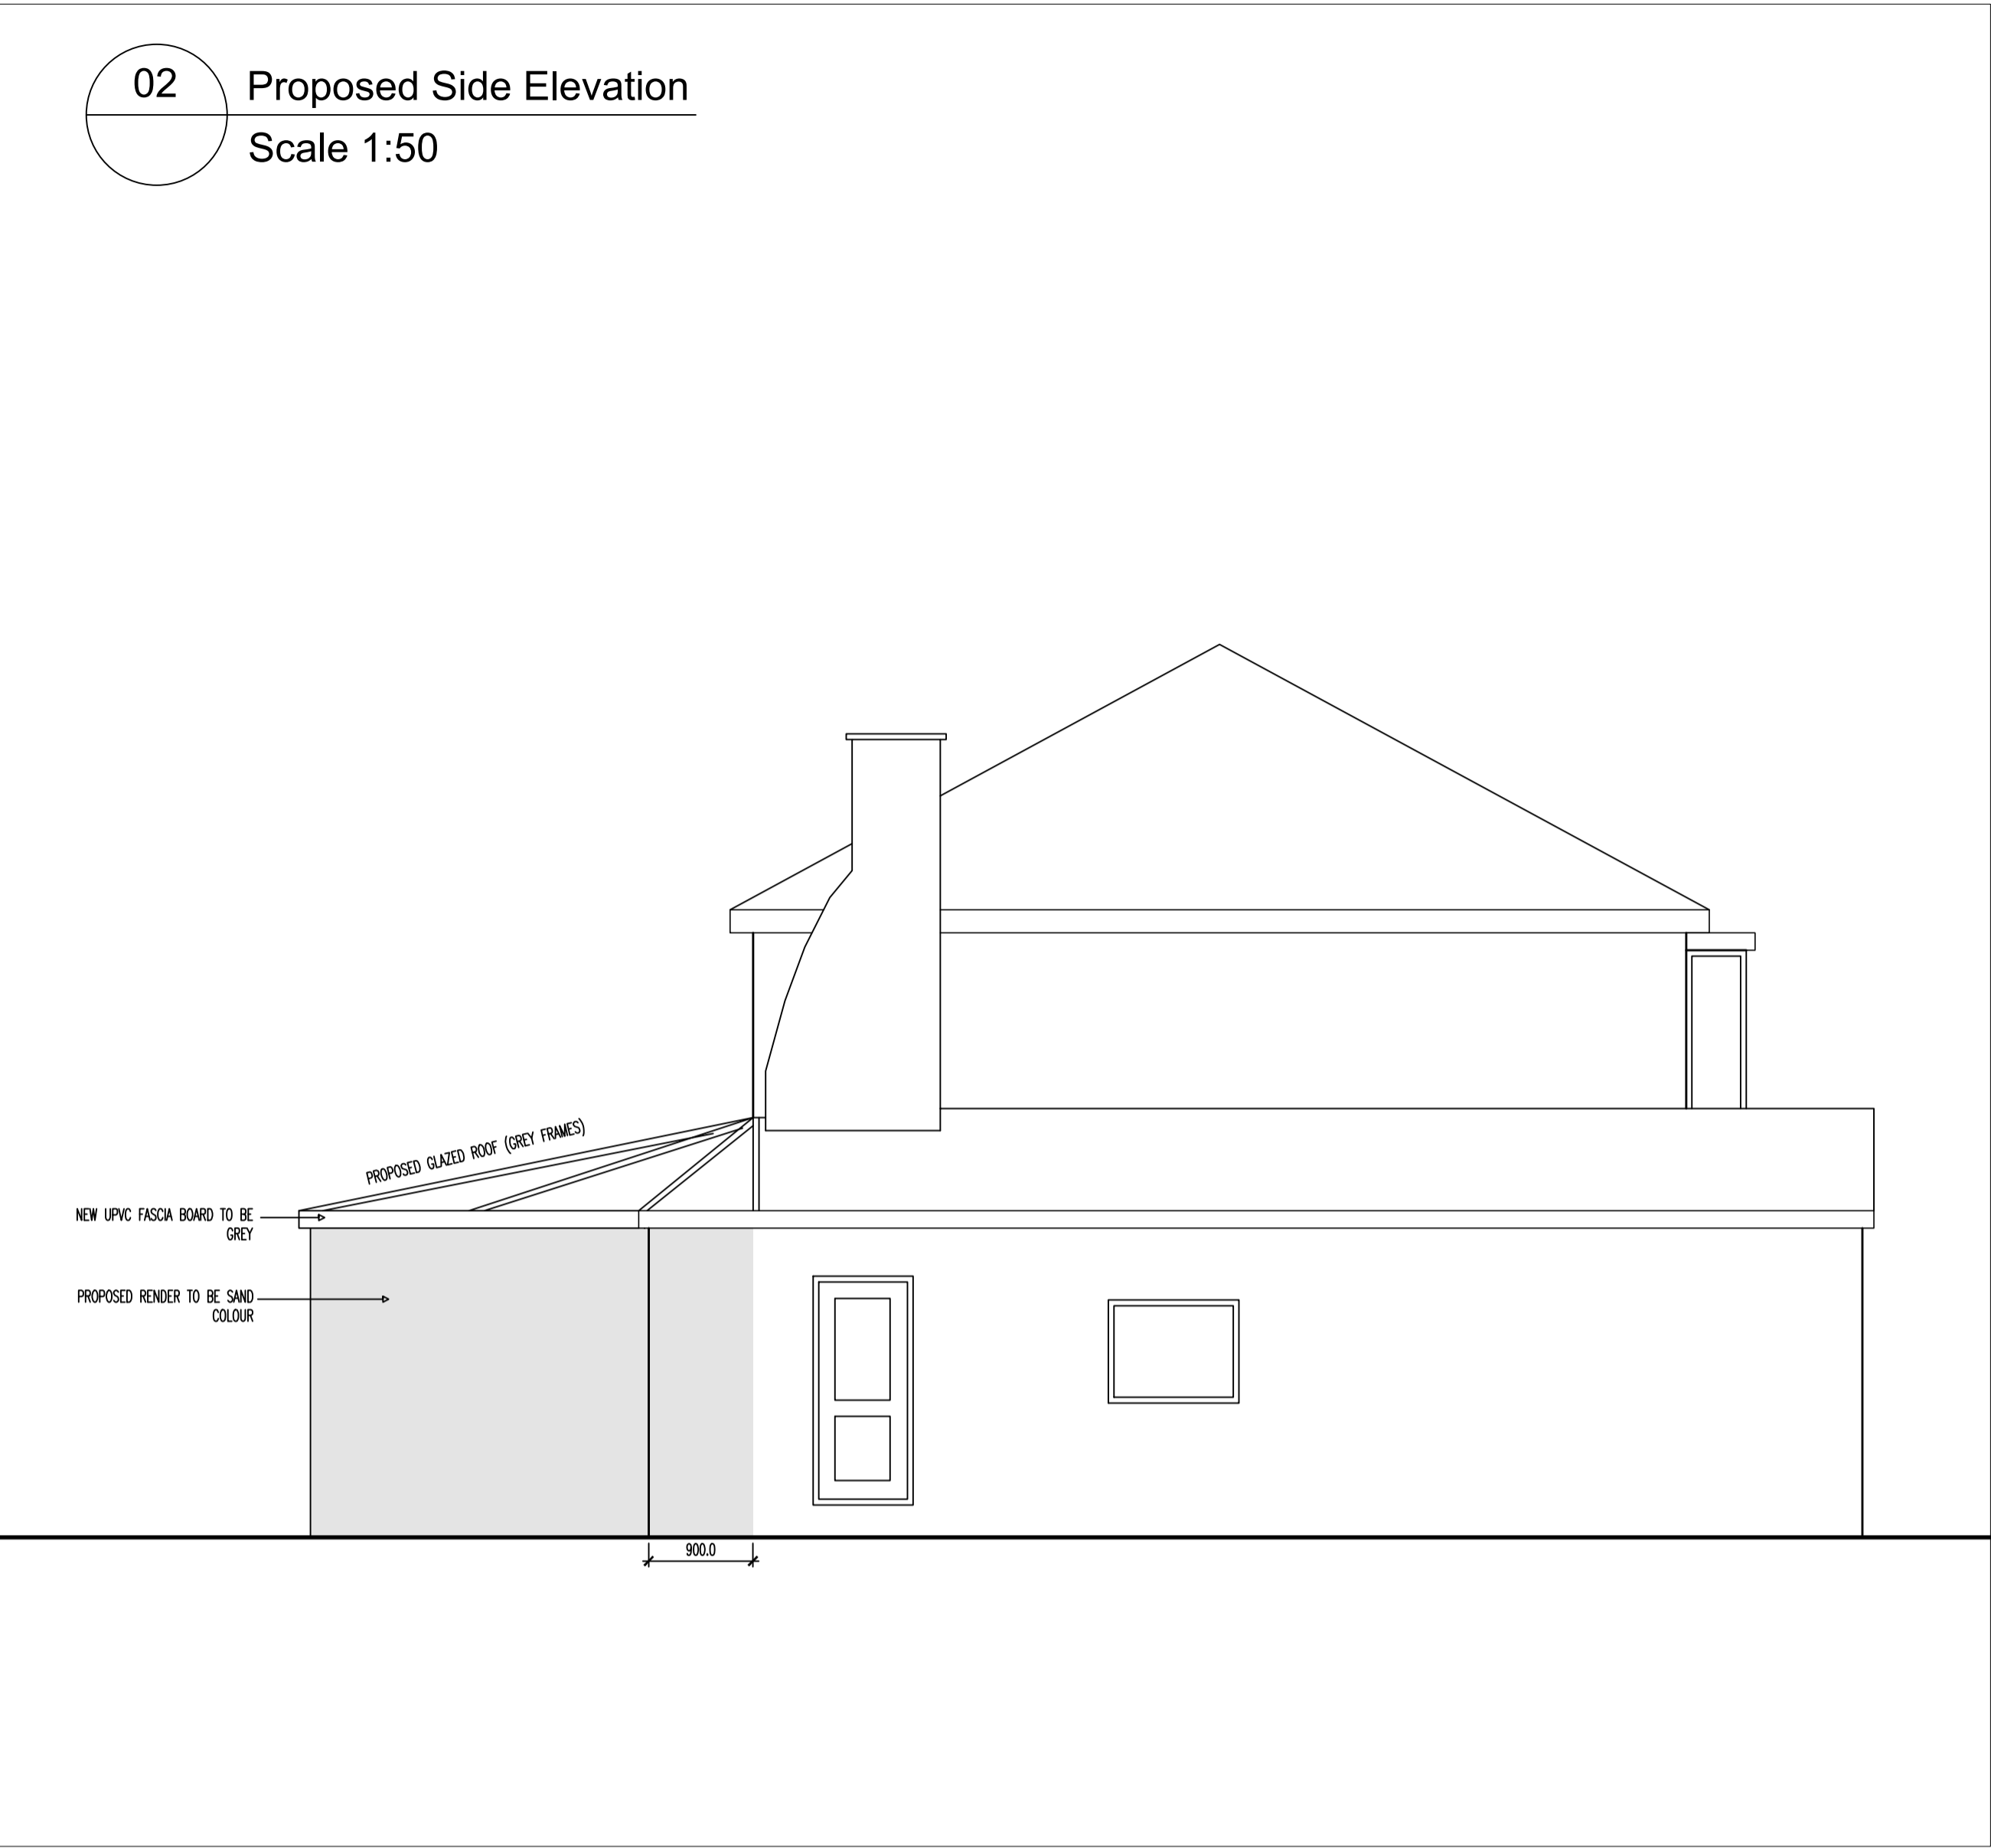 02
Proposed Side Elevation
Scale 1:50
PROPOSED GLAZED ROOF (GREY FRAMES)
NEW UPVC FASCIA BOARD TO BE
GREY
PROPOSED RENDER TO BE SAND
COLOUR
900.0